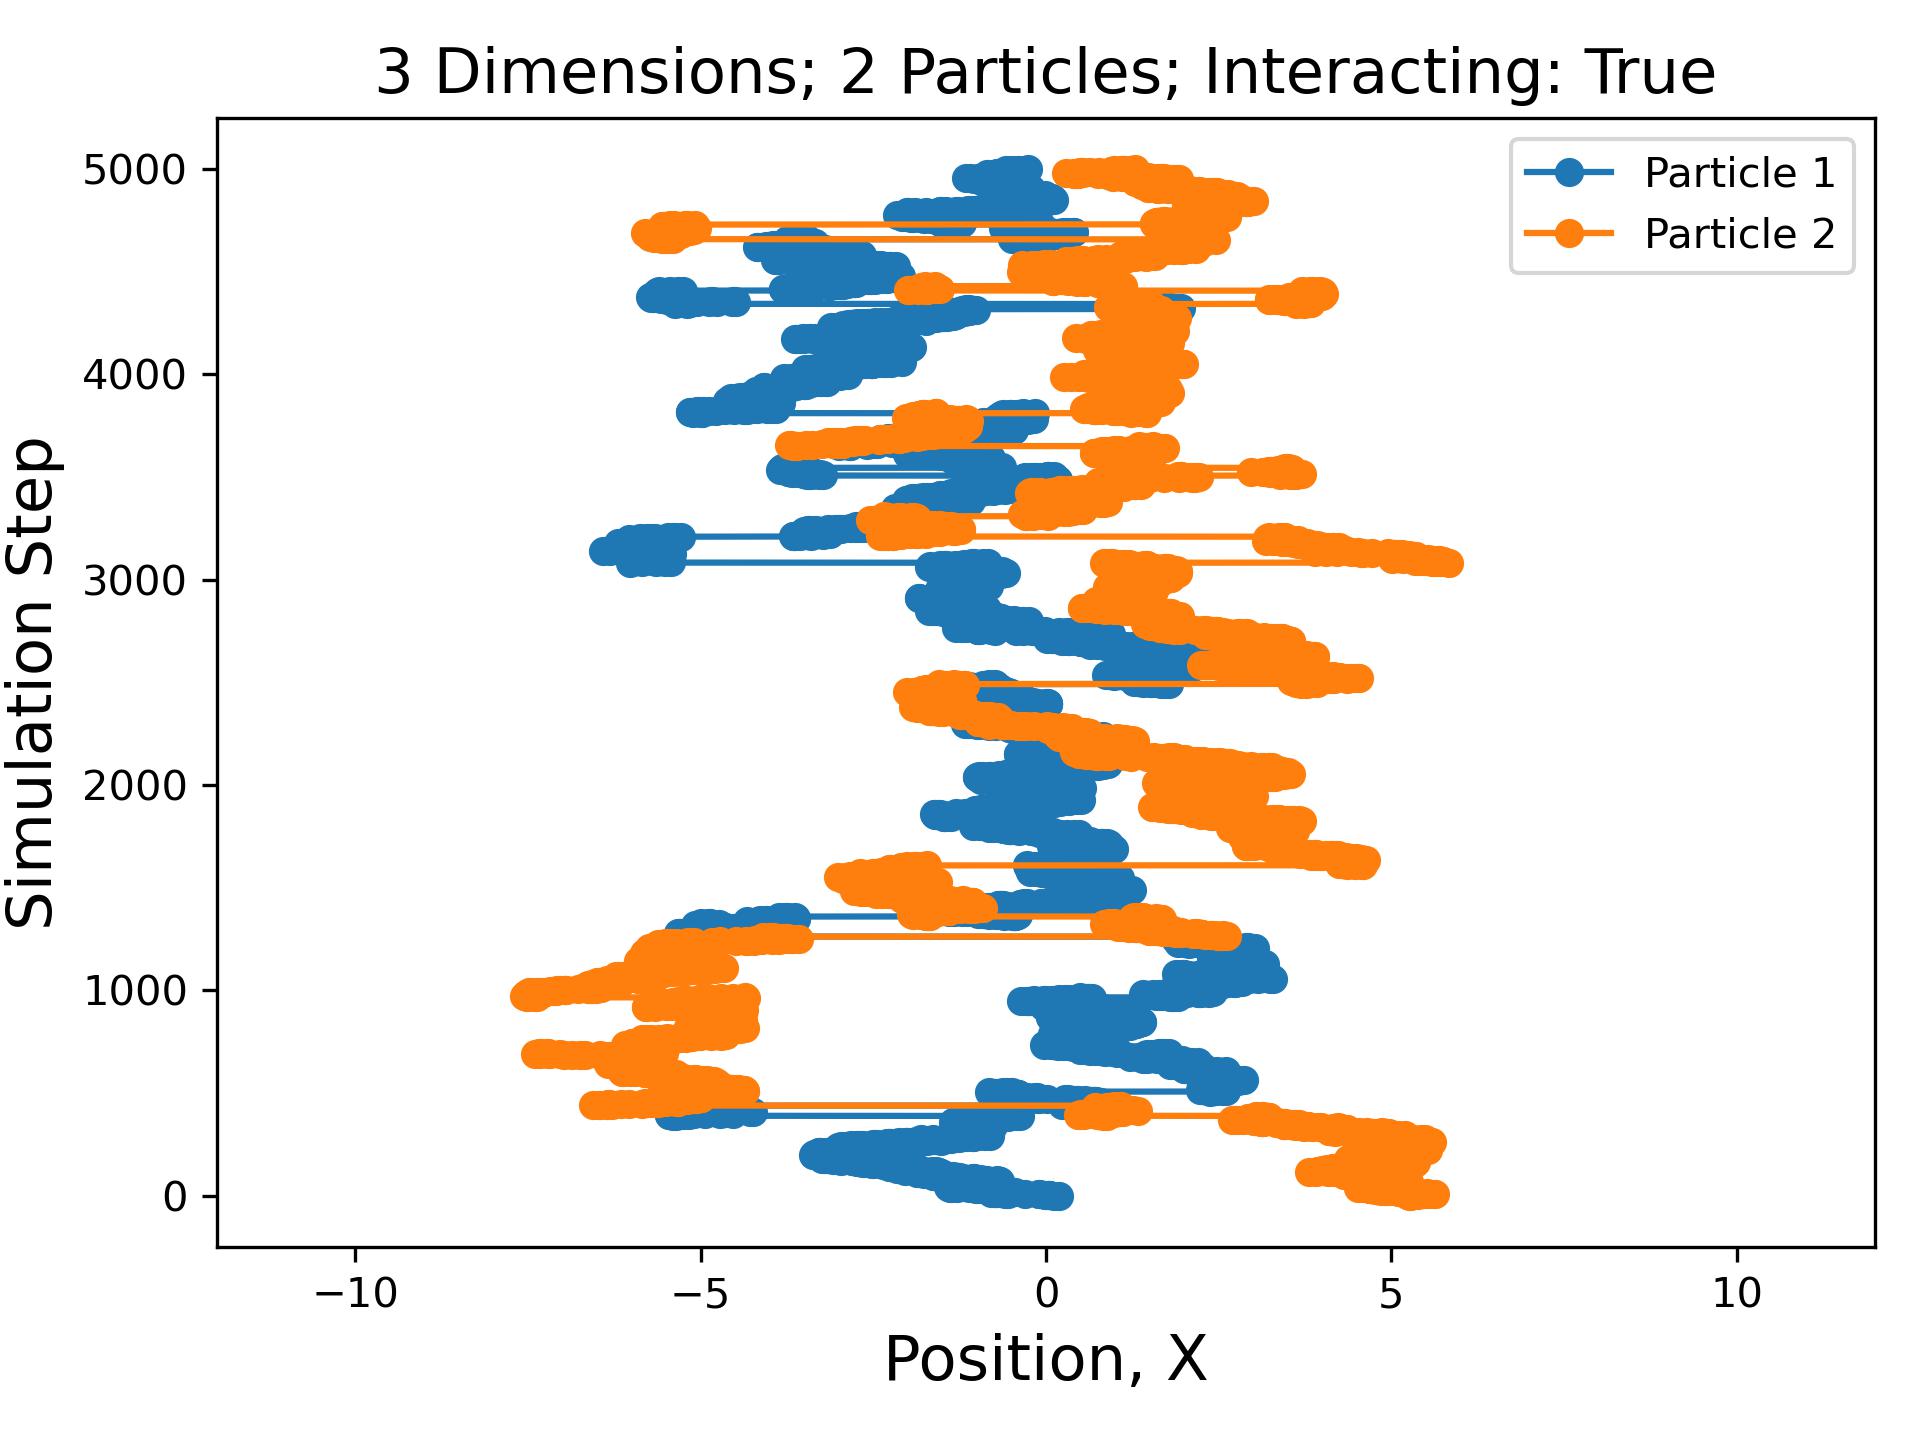 3 Dimensions; 2 Particles; Interacting: True
Particle 1
Particle 2
Simulation Step
5000
4000
3000
2000
1000
0
−10
−5
0
5
10
Position, X